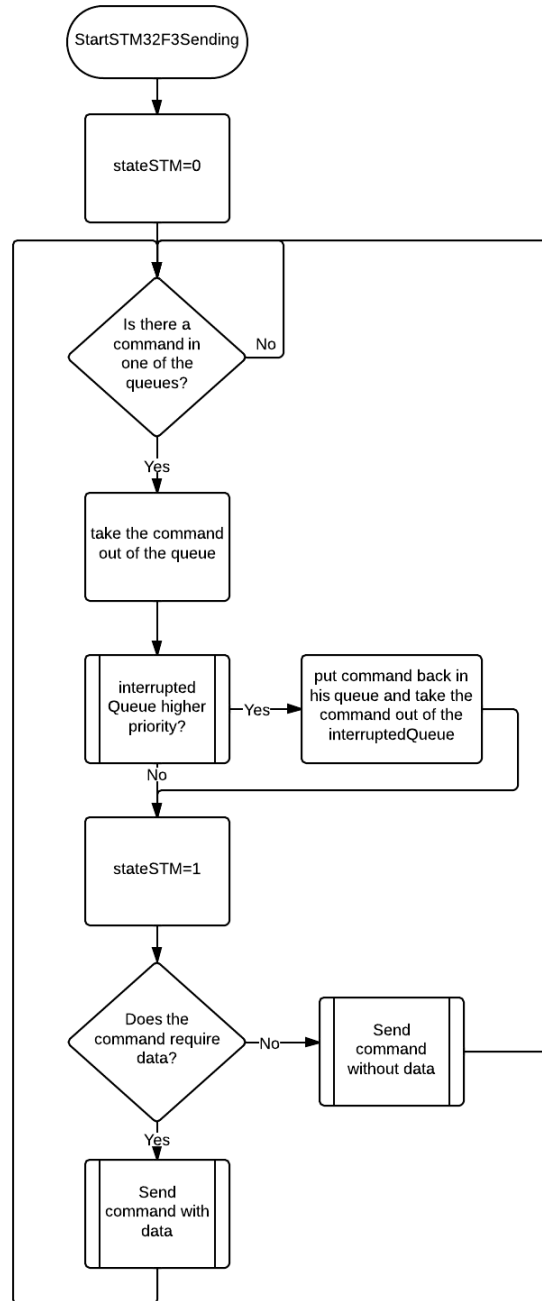 StartSTM32F3Sending
stateSTM=0
Is there a
command in
one of the
queues?
No
Yes
take the command
out of the queue
interrupted
Queue higher
priority?
Yes
put command back in
his queue and take the
command out of the
interruptedQueue
No
stateSTM=1
Does the
command require
data?
No
Send
command
without data
Yes
Send
command with
data